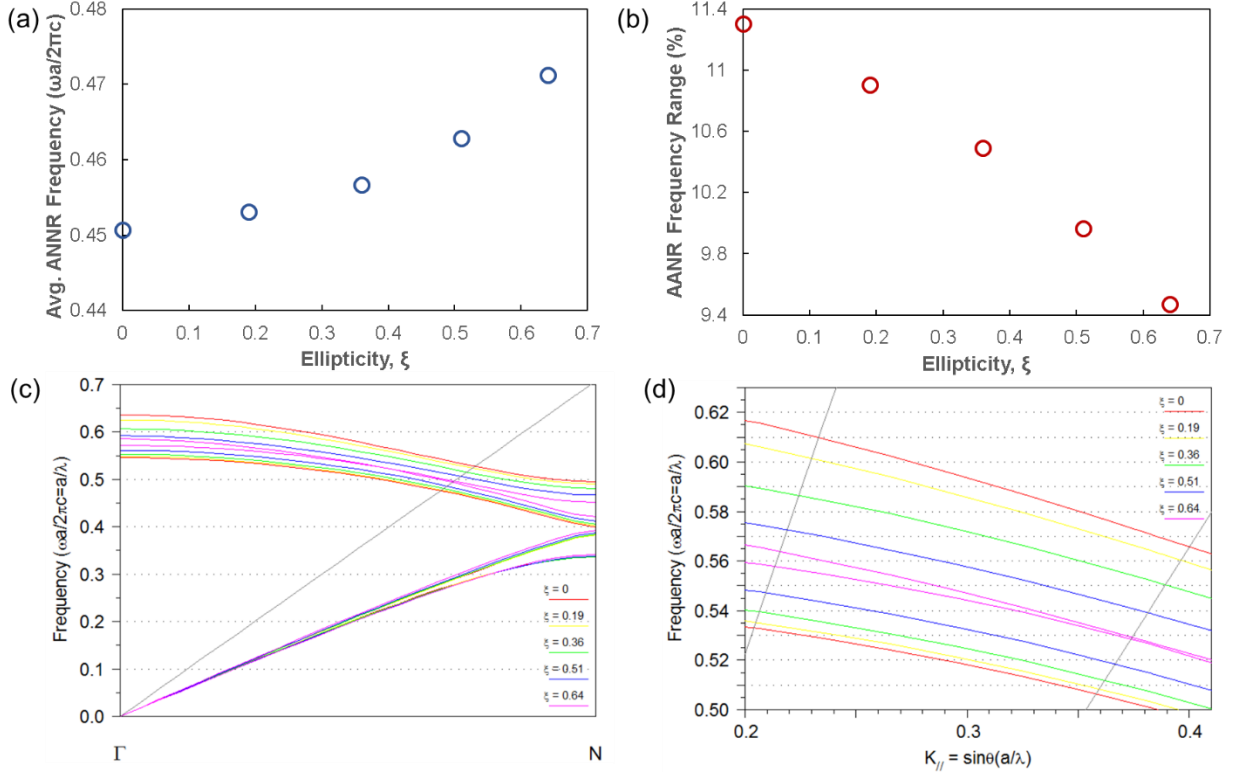 (a)
Avg. ANNR Frequency (ωa/2πc)
0.48
0.47
0.46
0.45
0.44
0 0.1 0.2 0.3 0.4 0.5 0.6 0.7
Ellipticity, ξ
(b)
AANR Frequency Range (%)
11.4
11
10.6
10.2
9.8
9.4
0 0.1 0.2 0.3 0.4 0.5 0.6 0.7
Ellipticity, ξ
(c)
Frequency (ωa/2πc=a/λ)
0.7
0.6
0.5
0.4
0.3
0.2
0.1
0.0
ξ = 0
ξ = 0.19
ξ = 0.36
ξ = 0.51
ξ = 0.64
Γ N
(d)
Frequency (ωa/2πc=a/λ)
0.62
0.60
0.58
0.56
0.54
0.52
0.50
ξ = 0
ξ = 0.19
ξ = 0.36
ξ = 0.51
ξ = 0.64
0.2 0.3 0.4
K// = sinθ(a/λ)